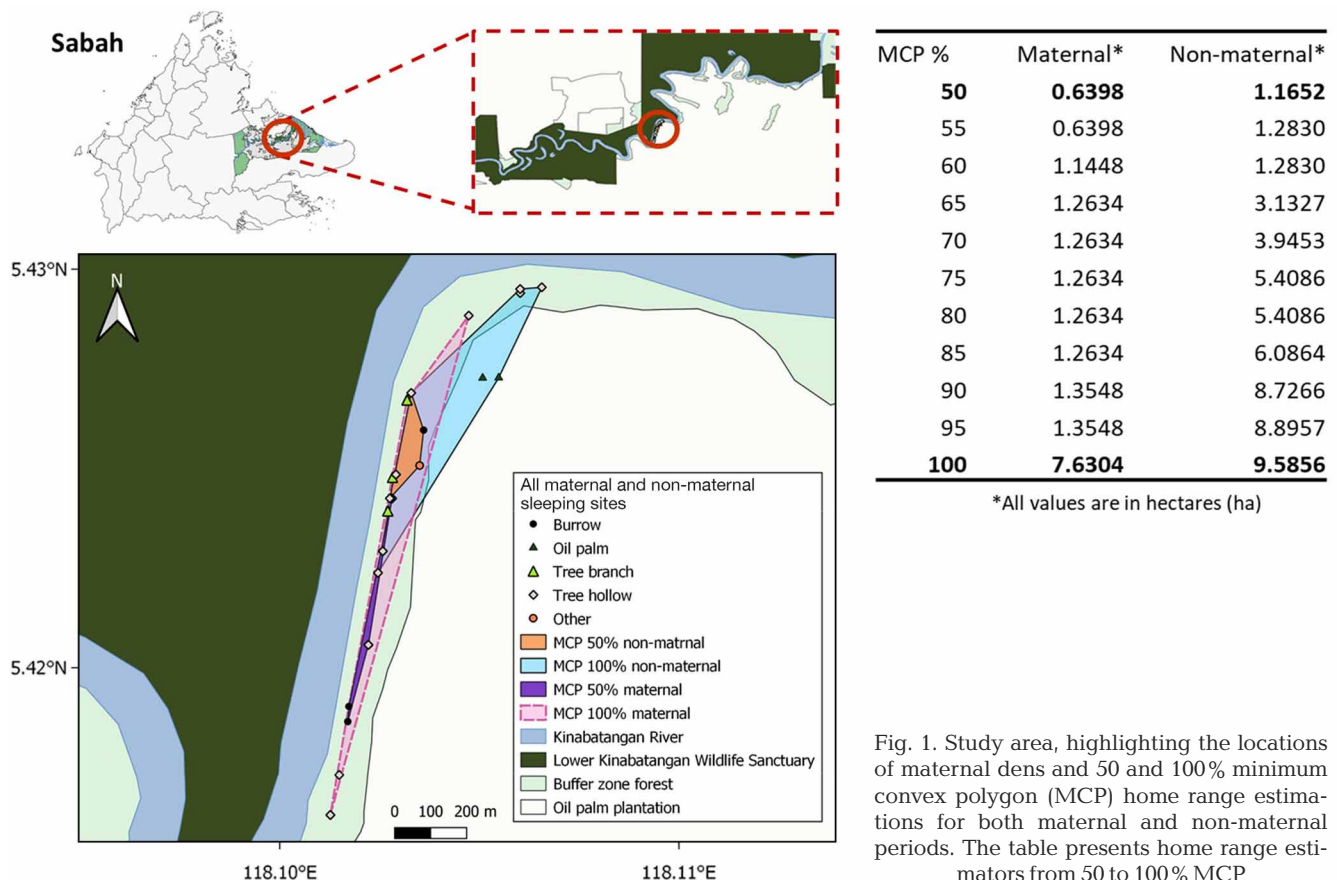 Sabah
MCP % Maternal* Non-maternal*
50 0.6398 1.1652
55 0.6398 1.2830
60 1.1448 1.2830
65 1.2634 3.1327
70 1.2634 3.9453
75 1.2634 5.4086
80 1.2634 5.4086
85 1.2634 6.0864
90 1.3548 8.7266
95 1.3548 8.8957
100 7.6304 9.5856
*All values are in hectares (ha)
5.43°N
N
5.42°N
All maternal and non-maternal
sleeping sites
Burrow
Oil palm
Tree branch
Tree hollow
Other
MCP 50% non-matrnal
MCP 100% non-maternal
MCP 50% maternal
MCP 100% maternal
Kinabatangan River
Lower Kinabatangan Wildlife Sanctuary
Buffer zone forest
Oil palm plantation
0 100 200 m
118.10°E
118.11°E
Fig. 1. Study area, highlighting the locations
of maternal dens and 50 and 100% minimum
convex polygon (MCP) home range estima-
tions for both maternal and non-maternal
periods. The table presents home range esti-
mators from 50 to 100% MCP